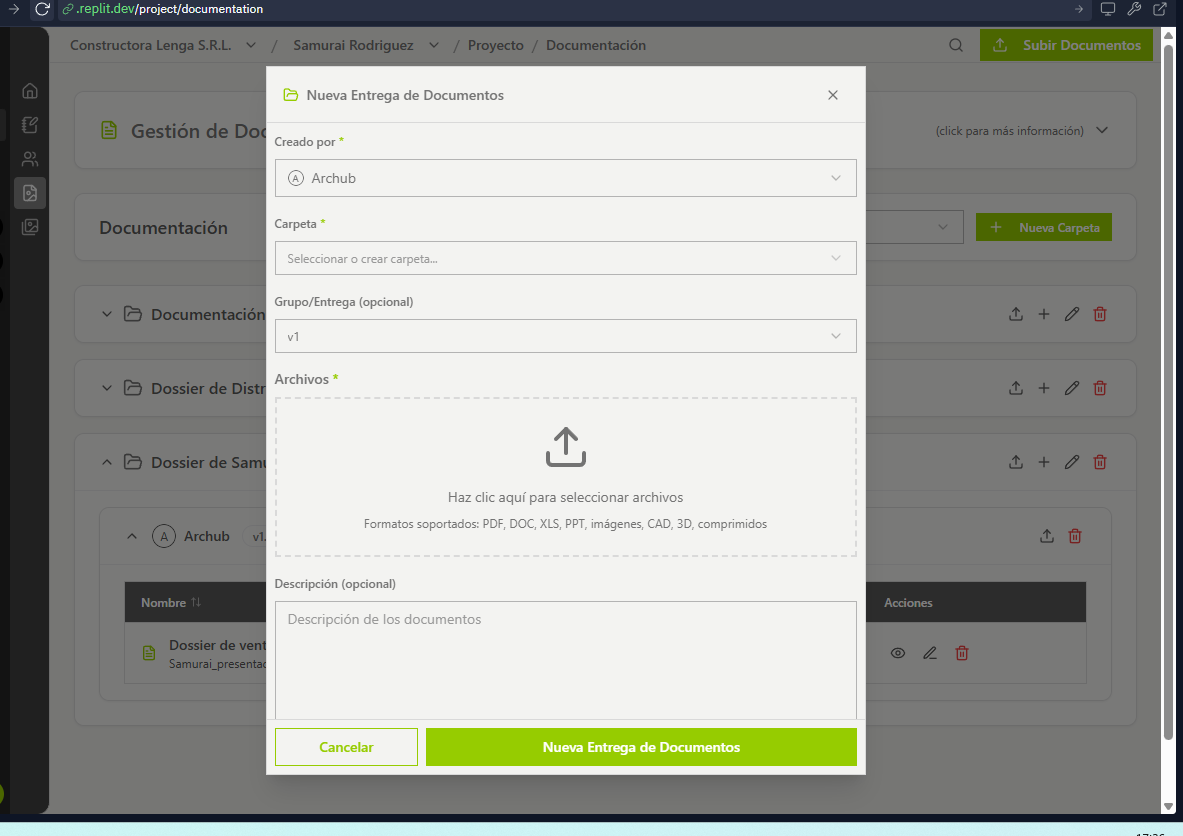 .replit.dev/project/documentation
Constructora Lenga S.R.L. / Samurai Rodriguez / Proyecto / Documentación
Subir Documentos
Nueva Entrega de Documentos
Gestión de Doc
(click para más información)
Creado por *
A Archub
Carpeta *
Documentación
Nueva Carpeta
Seleccionar o crear carpeta...
Grupo/Entrega (opcional)
Documentación
v1
Archivos *
Dossier de Distr
Haz clic aquí para seleccionar archivos
Formatos soportados: PDF, DOC, XLS, PPT, imágenes, CAD, 3D, comprimidos
Dossier de Samu
A Archub v1.
Descripción (opcional)
Nombre
Acciones
Descripción de los documentos
Dossier de vent
Samurai_presentac
Cancelar
Nueva Entrega de Documentos